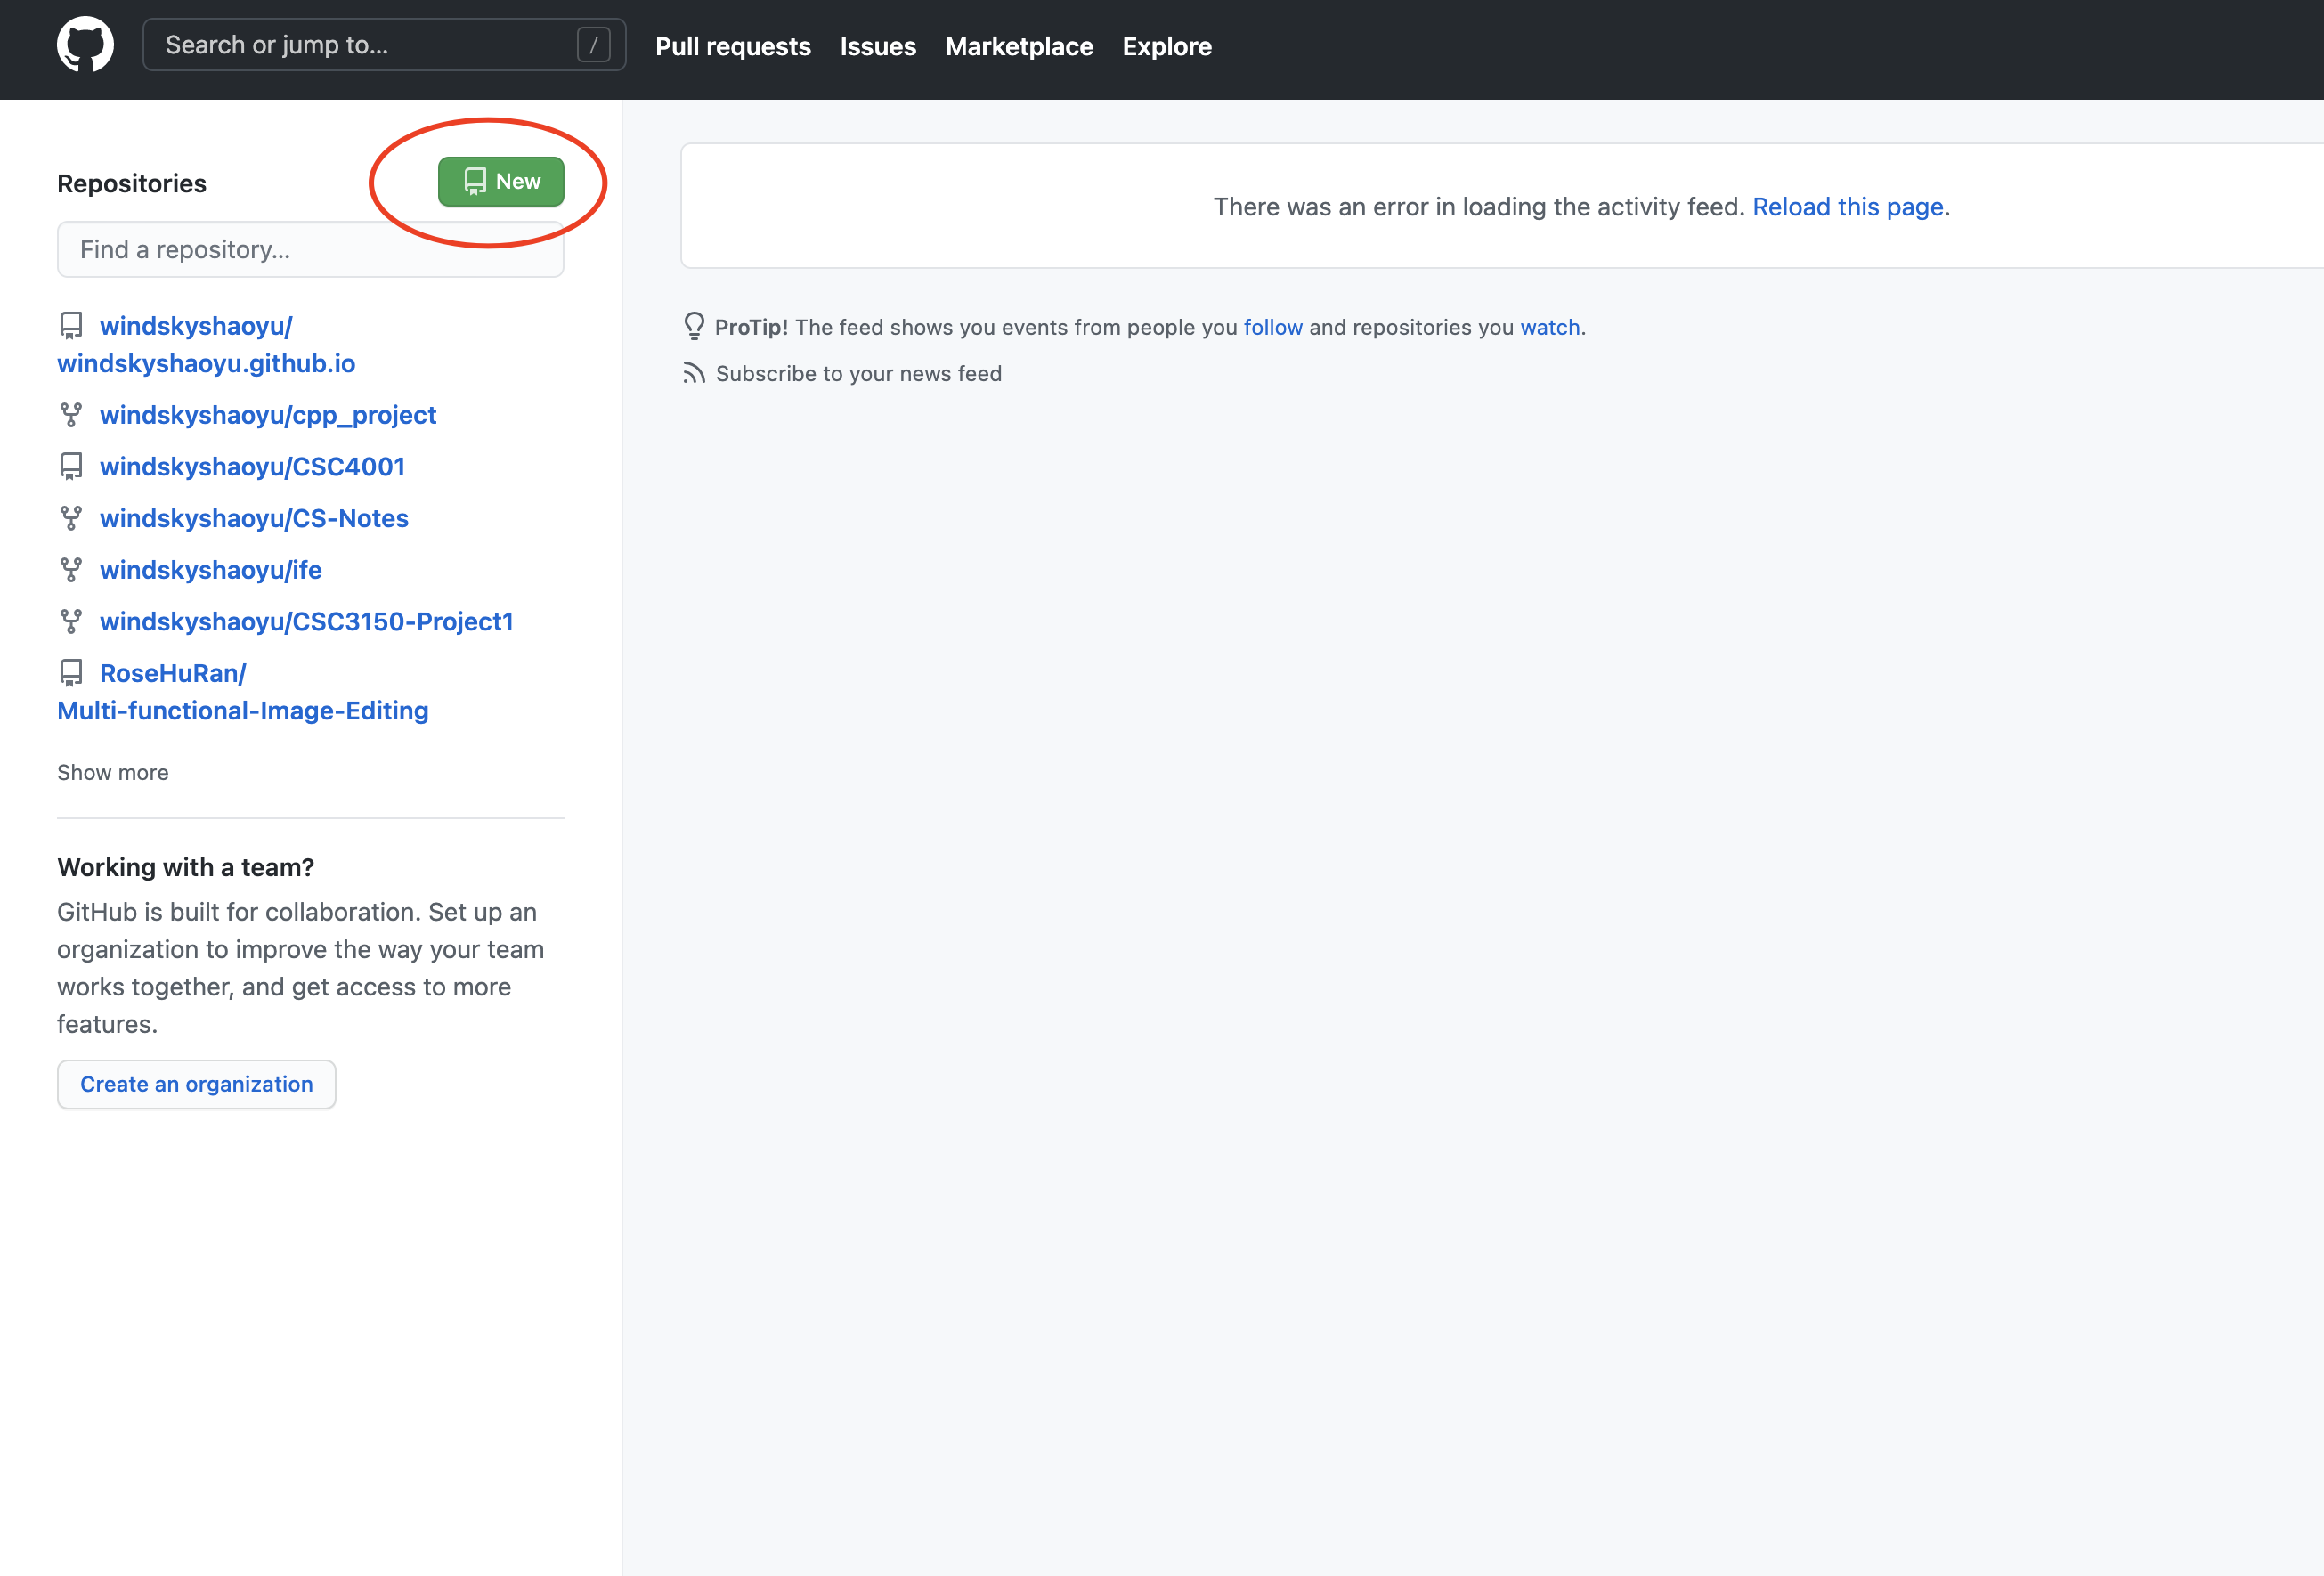 Search or jump to...
/
Pull requests
Issues
Marketplace
Explore
Repositories
New
Find a repository...
windskyshaoyu/
windskyshaoyu.github.io
windskyshaoyu/cpp_project
windskyshaoyu/CSC4001
windskyshaoyu/CS-Notes
windskyshaoyu/ife
windskyshaoyu/CSC3150-Project1
RoseHuRan/
Multi-functional-Image-Editing
Show more
Working with a team?
GitHub is built for collaboration. Set up an
organization to improve the way your team
works together, and get access to more
features.
Create an organization
There was an error in loading the activity feed. Reload this page.
ProTip! The feed shows you events from people you follow and repositories you watch.
Subscribe to your news feed